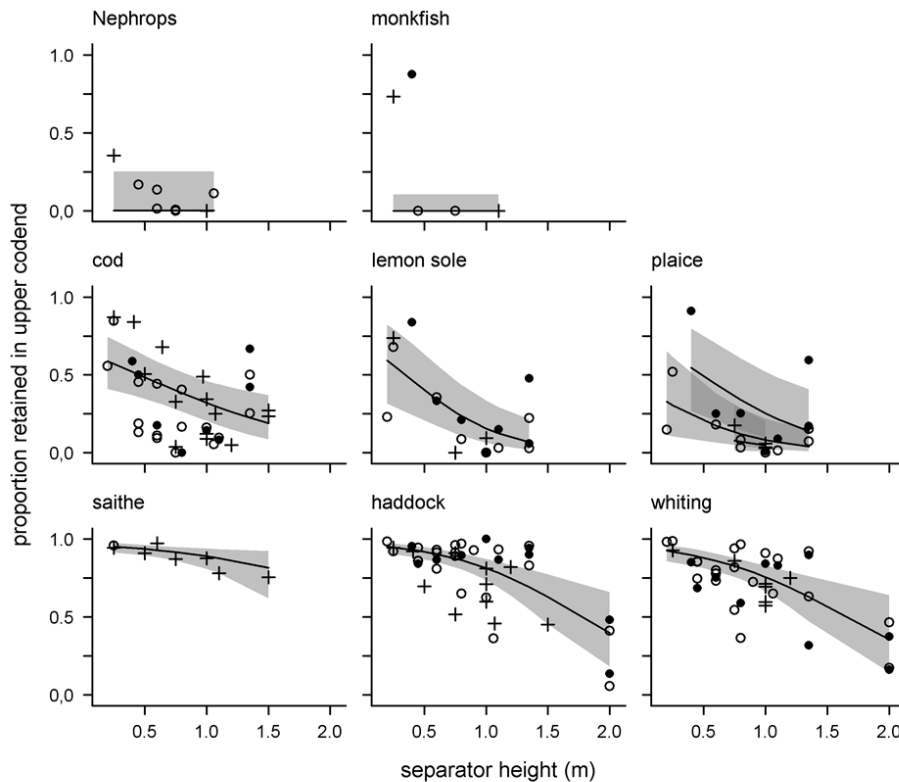 Nephrops
monkfish
1.0
0.5
0,0
cod
lemon sole
plaice
1.0
0.5
0,0
saithe
haddock
whiting
1.0
0.5
0,0
0.5 1.0 1.5 2.0
0.5 1.0 1.5 2.0
0.5 1.0 1.5 2.0
proportion retained in upper codend
separator height (m)